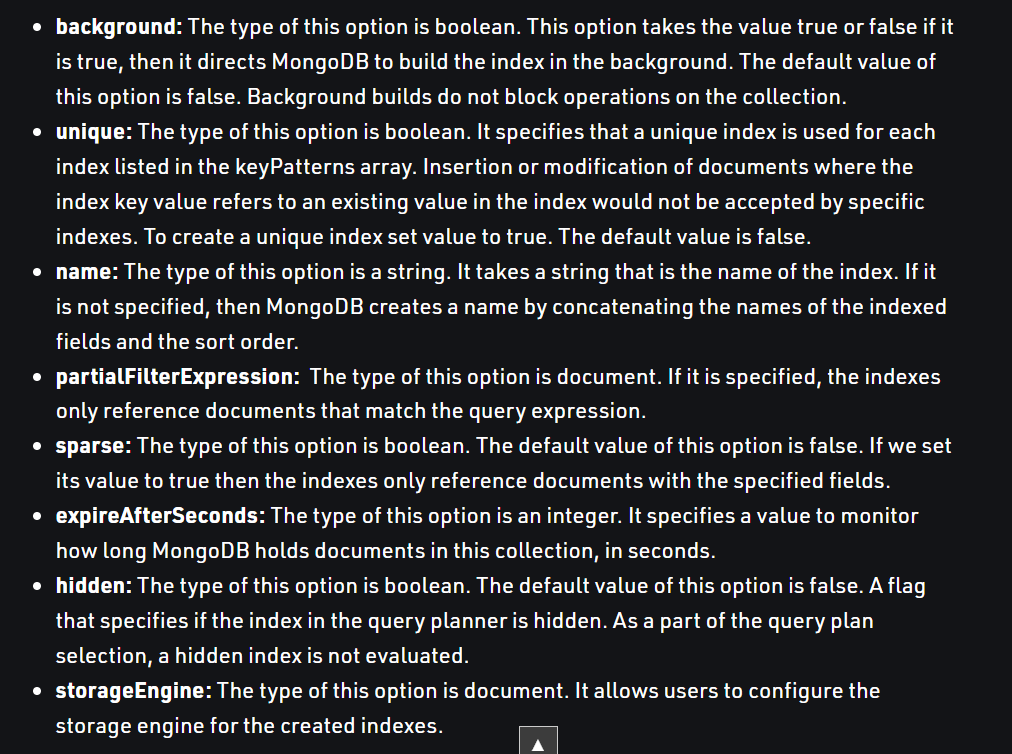 • background: The type of this option is boolean. This option takes the value true or false if it
is true, then it directs MongoDB to build the index in the background. The default value of
this option is false. Background builds do not block operations on the collection.
• unique: The type of this option is boolean. It specifies that a unique index is used for each
index listed in the keyPatterns array. Insertion or modification of documents where the
index key value refers to an existing value in the index would not be accepted by specific
indexes. To create a unique index set value to true. The default value is false.
• name: The type of this option is a string. It takes a string that is the name of the index. If it
is not specified, then MongoDB creates a name by concatenating the names of the indexed
fields and the sort order.
• partialFilterExpression: The type of this option is document. If it is specified, the indexes
only reference documents that match the query expression.
• sparse: The type of this option is boolean. The default value of this option is false. If we set
its value to true then the indexes only reference documents with the specified fields.
• expireAfterSeconds: The type of this option is an integer. It specifies a value to monitor
how long MongoDB holds documents in this collection, in seconds.
• hidden: The type of this option is boolean. The default value of this option is false. A flag
that specifies if the index in the query planner is hidden. As a part of the query plan
selection, a hidden index is not evaluated.
• storageEngine: The type of this option is document. It allows users to configure the
storage engine for the created indexes.